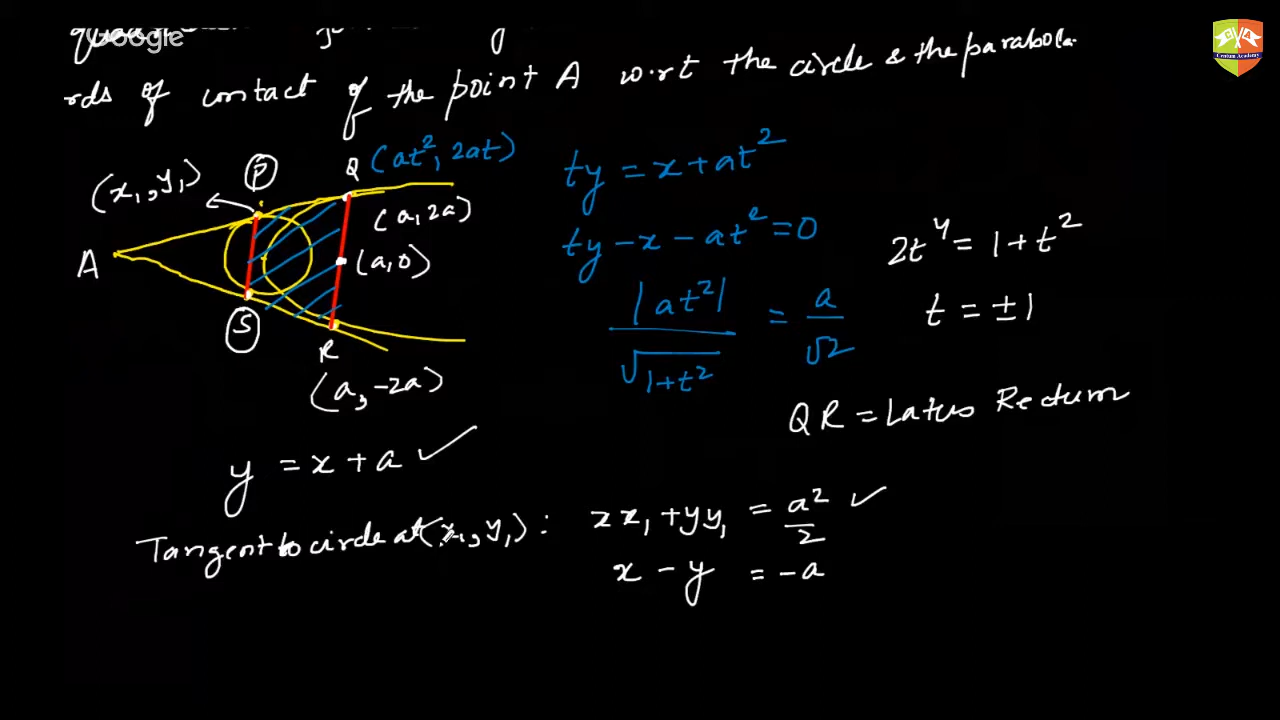 Google
rds of contact of the point A w.r.t the circle & the parabola.
P
Q (at², 2at)
(x₁, y₁)
(a, 2a)
A
(a, 0)
S
R
(a, -2a)
ty = x + at²
ty - x - at² = 0
|at²| / √1+t² = a / √2
2t⁴ = 1 + t²
t = ±1
QR = Latus Rectum
y = x + a ✓
Tangent to circle at (x₁, y₁) : xx₁ + yy₁ = a²/2 ✓
x - y = -a